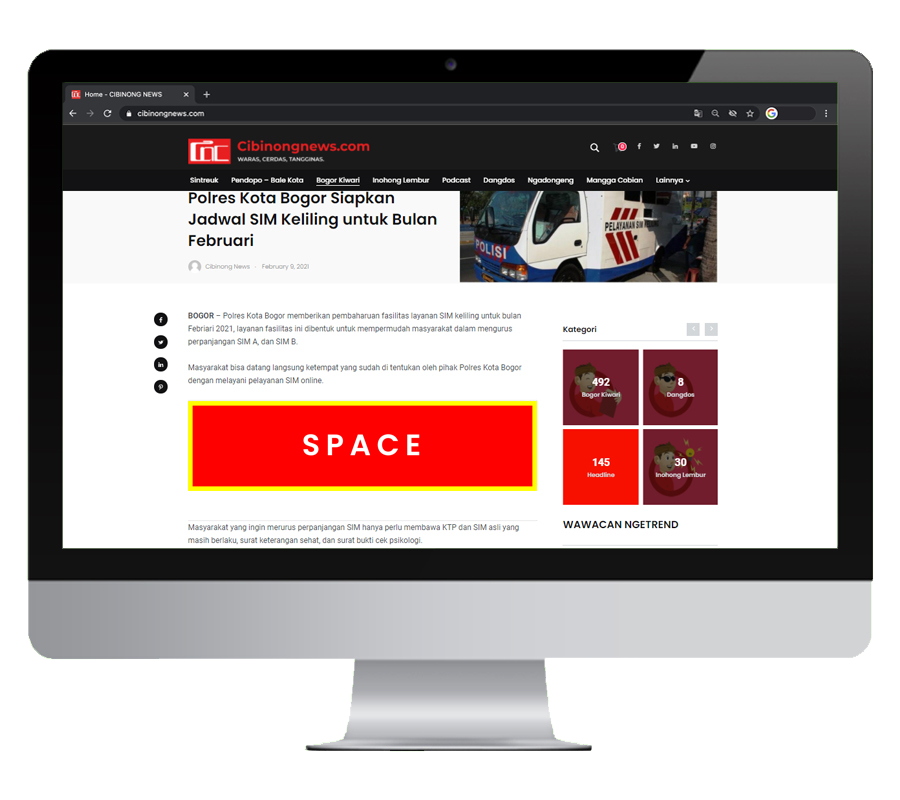 Home - CIBINONG NEWS
cibinongnews.com
Cibinongnews.com
WARAS, CERDAS, TANGGINAS.
0
Sintreuk Pendopo – Bale Kota Bogor Kiwari Inohong Lembur Podcast Dangdos Ngadongeng Mangga Cobian Lainnya
Polres Kota Bogor Siapkan
Jadwal SIM Keliling untuk Bulan
Februari
Cibinong News - February 9, 2021
POLISI
PELAYANAN SIM
BOGOR – Polres Kota Bogor memberikan pembaharuan fasilitas layanan SIM keliling untuk bulan
Febriari 2021, layanan fasilitas ini dibentuk untuk mempermudah masyarakat dalam mengurus
perpanjangan SIM A, dan SIM B.
Masyarakat bisa datang langsung ketempat yang sudah di tentukan oleh pihak Polres Kota Bogor
dengan melayani pelayanan SIM online.
SPACE
Masyarakat yang ingin merurus perpanjangan SIM hanya perlu membawa KTP dan SIM asli yang
masih berlaku, surat keterangan sehat, dan surat bukti cek psikologi.
Kategori
492
Bogor Kiwari
8
Dangdos
145
Headline
30
Inohong Lembur
WAWACAN NGETREND